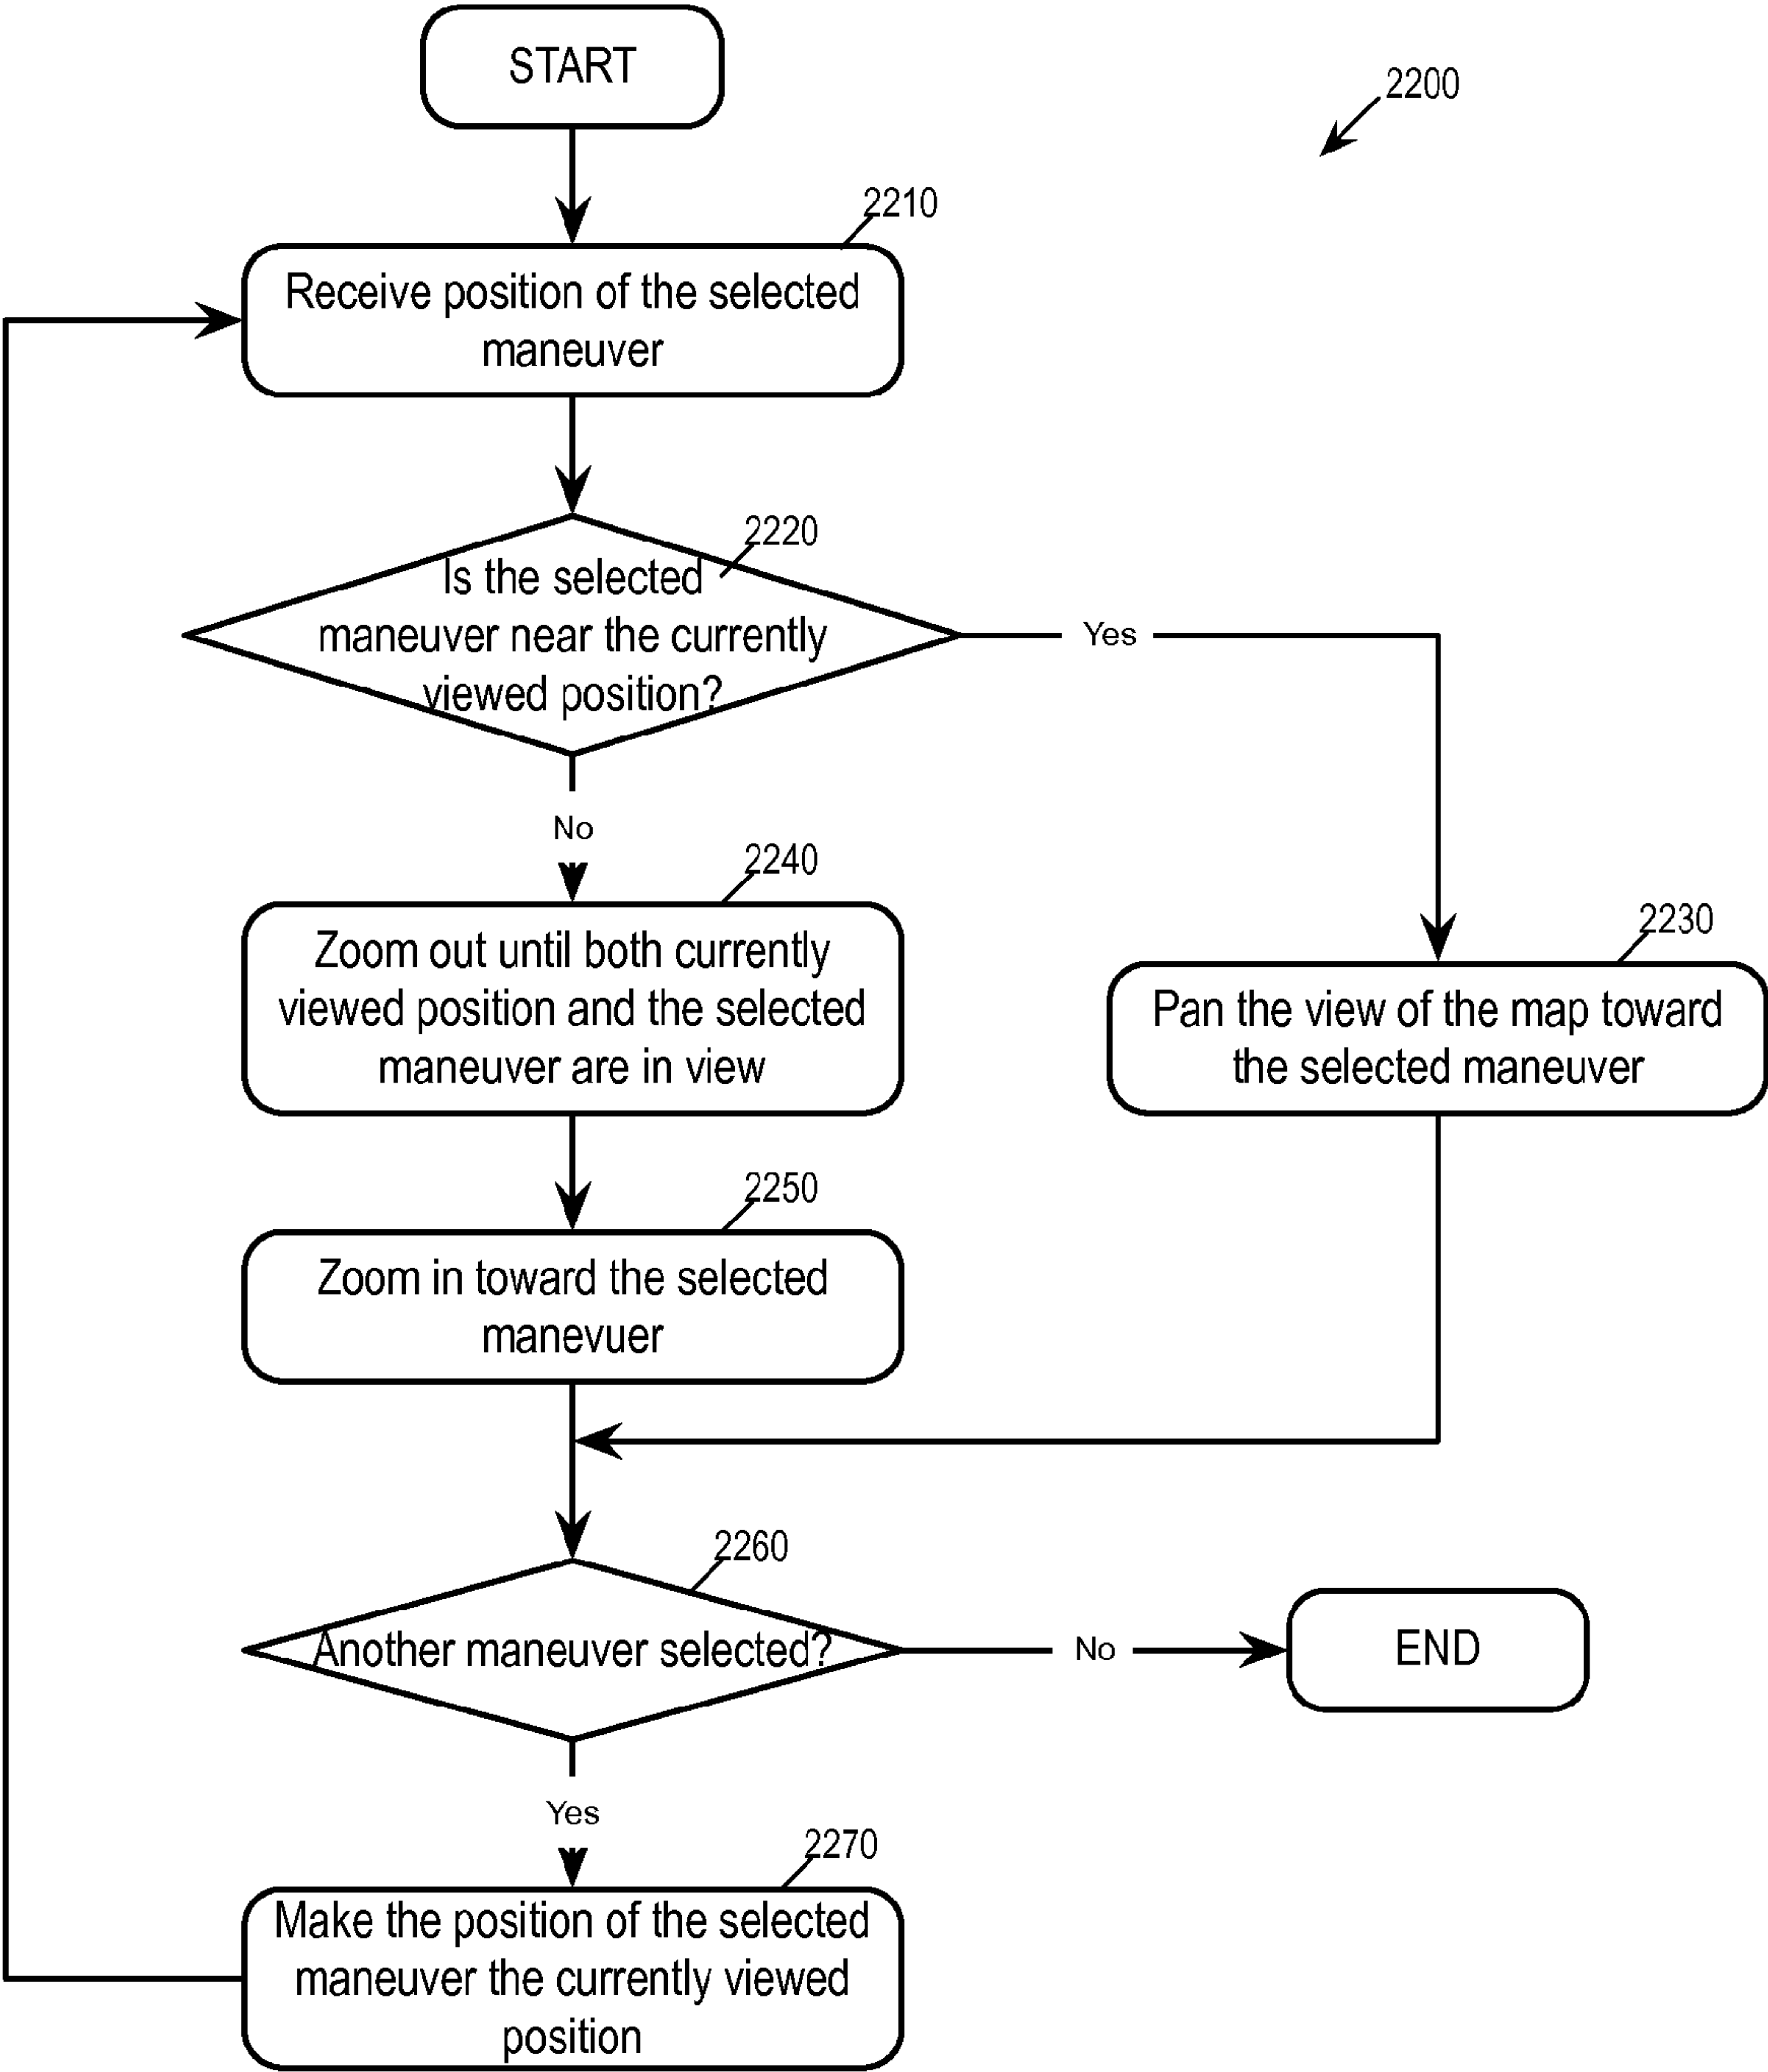 START
2200
2210
Receive position of the selected
maneuver
2220
Is the selected
maneuver near the currently
viewed position?
Yes
No
2240
Zoom out until both currently
viewed position and the selected
maneuver are in view
2230
Pan the view of the map toward
the selected maneuver
2250
Zoom in toward the selected
manevuer
2260
Another maneuver selected?
No
END
Yes
2270
Make the position of the selected
maneuver the currently viewed
position